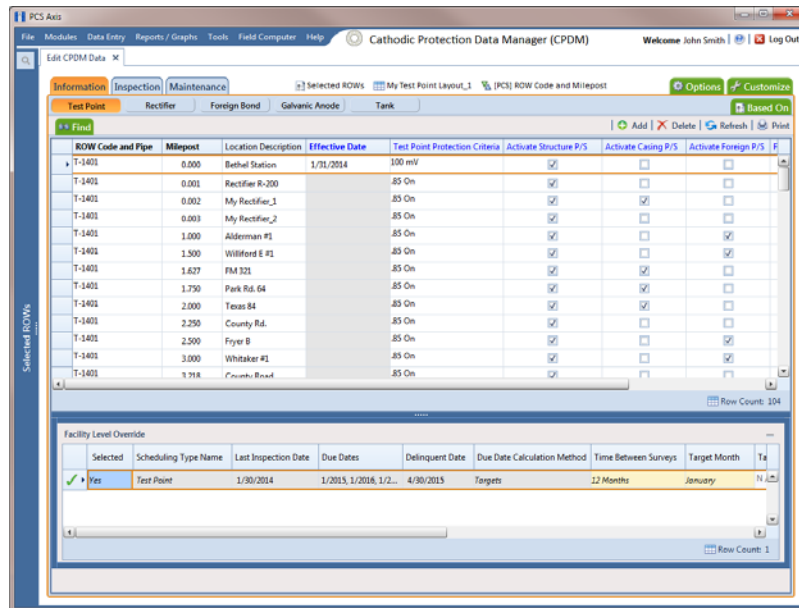 PCS Axis
File Modules Data Entry Reports / Graphs Tools Field Computer Help Cathodic Protection Data Manager (CPDM) Welcome John Smith | | Log Out
Edit CPDM Data
Information Inspection Maintenance Selected ROWs My Test Point Layout_1 [PCS] ROW Code and Milepost Options Customize
Test Point Rectifier Foreign Bond Galvanic Anode Tank Based On
Find | Add | Delete | Refresh | Print
ROW Code and Pipe Milepost Location Description Effective Date Test Point Protection Criteria Activate Structure P/S Activate Casing P/S Activate Foreign P/S F
T-1401 0.000 Bethel Station 1/31/2014 100 mV
T-1401 0.001 Rectifier R-200 .85 On
T-1401 0.002 My Rectifier_1 .85 On
T-1401 0.003 My Rectifier_2 .85 On
T-1401 1.000 Alderman #1 .85 On
T-1401 1.500 Williford E #1 .85 On
T-1401 1.627 FM 321 .85 On
T-1401 1.750 Park Rd. 64 .85 On
T-1401 2.000 Texas 84 .85 On
T-1401 2.250 County Rd. .85 On
T-1401 2.500 Fryer B .85 On
T-1401 3.000 Whitaker #1 .85 On
T-1401 3.218 County Road .85 On
Row Count: 104
Selected ROWs
Facility Level Override
Selected Scheduling Type Name Last Inspection Date Due Dates Delinquent Date Due Date Calculation Method Time Between Surveys Target Month Ta
Yes Test Point 1/30/2014 1/2015, 1/2016, 1/2... 4/30/2015 Targets 12 Months January N
Row Count: 1